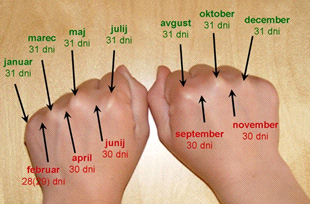 januar
31 dni
marec
31 dni
maj
31 dni
julij
31 dni
avgust
31 dni
oktober
31 dni
december
31 dni
februar
28(29) dni
april
30 dni
junij
30 dni
september
30 dni
november
30 dni